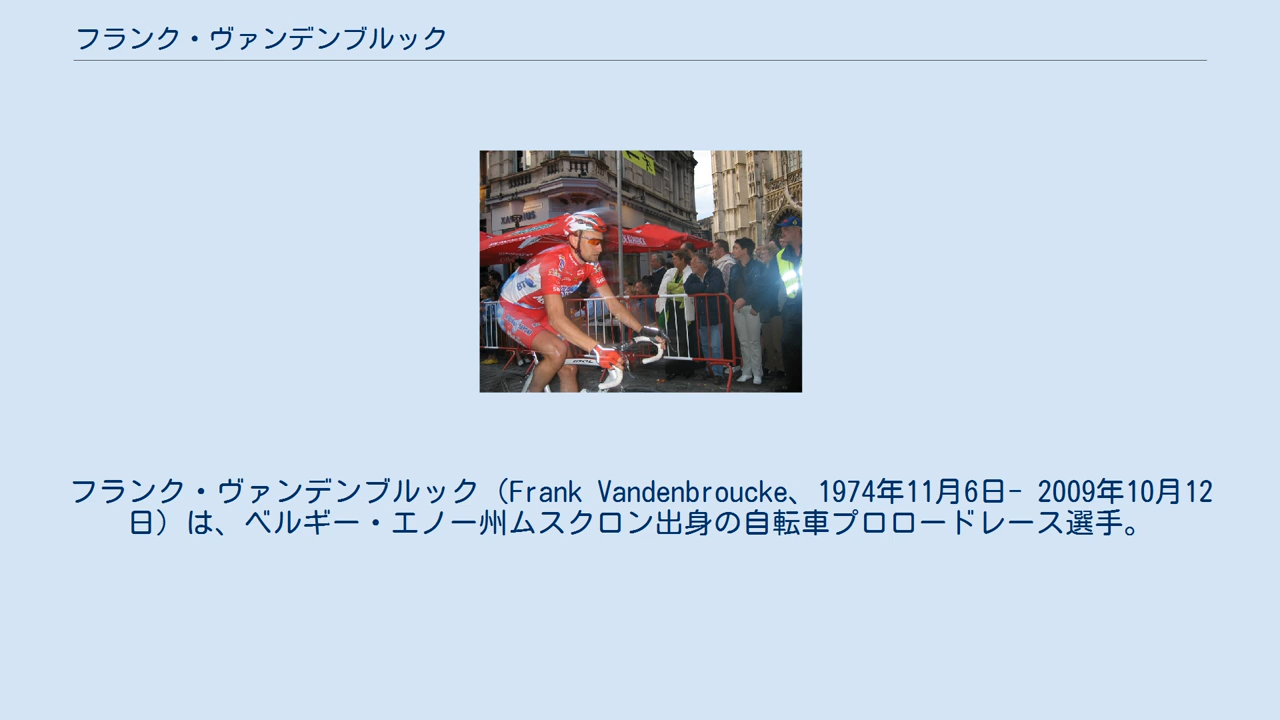 フランク・ヴァンデンブルック
BT
フランク・ヴァンデンブルック（Frank Vandenbroucke、1974年11月6日- 2009年10月12
日）は、ベルギー・エノー州ムスクロン出身の自転車プロロードレース選手。